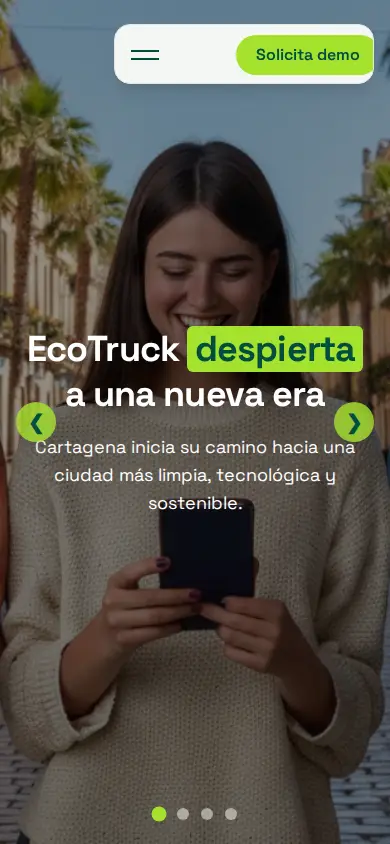 Solicita demo
EcoTruck despierta
a una nueva era
Cartagena inicia su camino hacia una
ciudad más limpia, tecnológica y
sostenible.